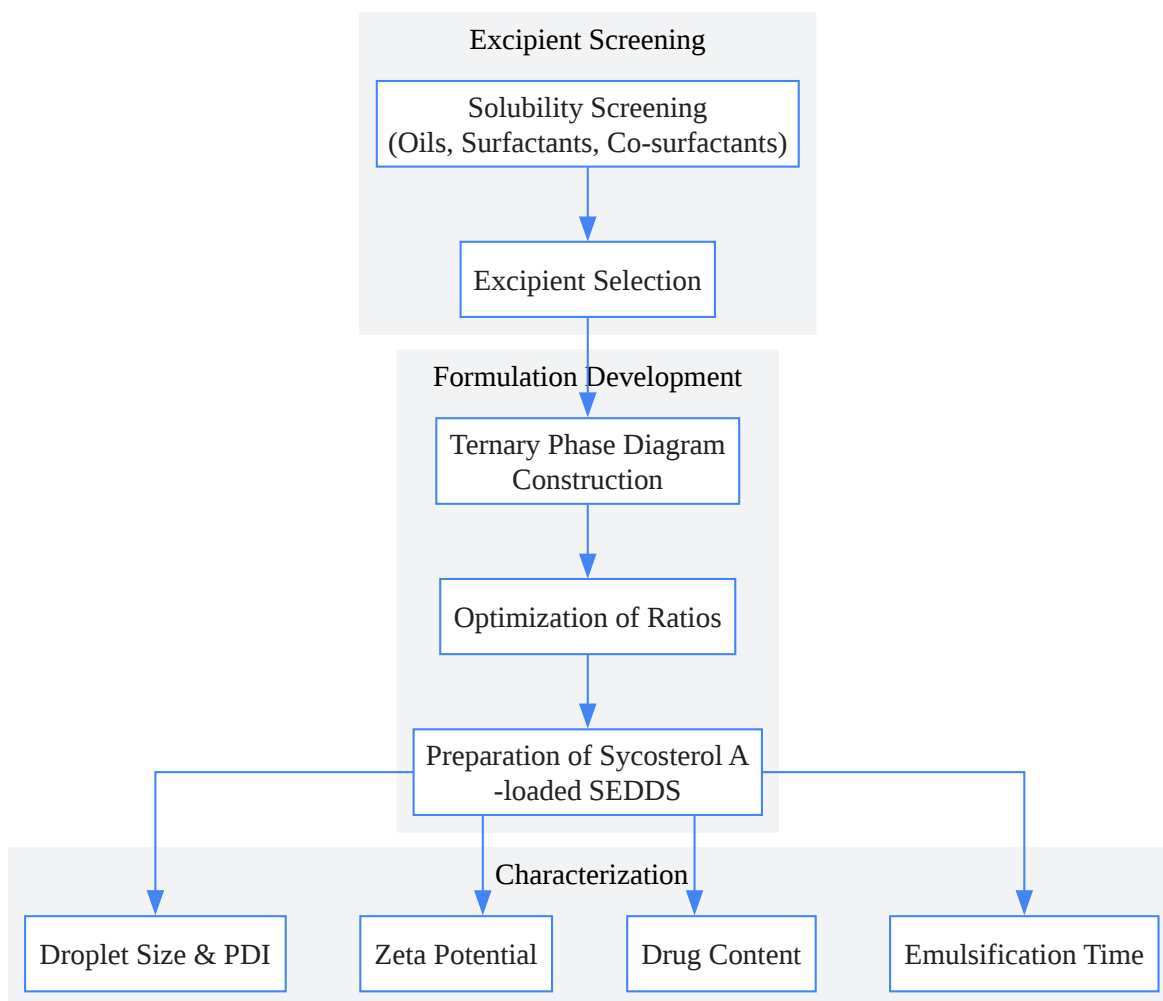 Excipient Screening
Solubility Screening
(Oils, Surfactants, Co-surfactants)
Excipient Selection
Formulation Development
Ternary Phase Diagram
Construction
Optimization of Ratios
Preparation of Sycosterol A
-loaded SEDDS
Characterization
Droplet Size & PDI
Zeta Potential
Drug Content
Emulsification Time